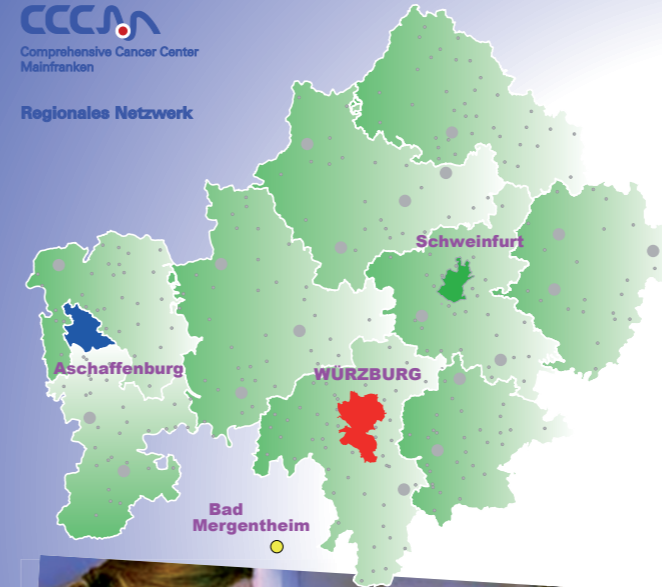 CCCM
Comprehensive Cancer Center
Mainfranken
Regionales Netzwerk
Schweinfurt
Aschaffenburg
WÜRZBURG
Bad
Mergentheim